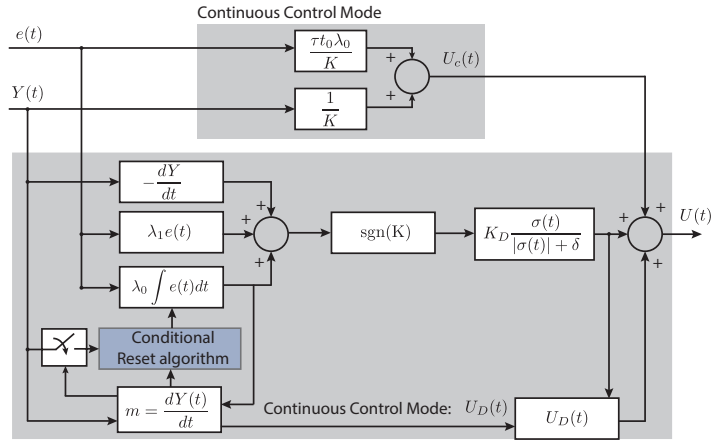 Continuous Control Mode
e(t)
τt₀λ₀/K
+
U_c(t)
Y(t)
1/K
+
-dY/dt
+
λ₁e(t)
+
sgn(K)
K_D σ(t)/(|σ(t)| + δ)
+
+
U(t)
+
λ₀ ∫ e(t)dt
+
Conditional
Reset algorithm
m = dY(t)/dt
Continuous Control Mode: U_D(t)
U_D(t)